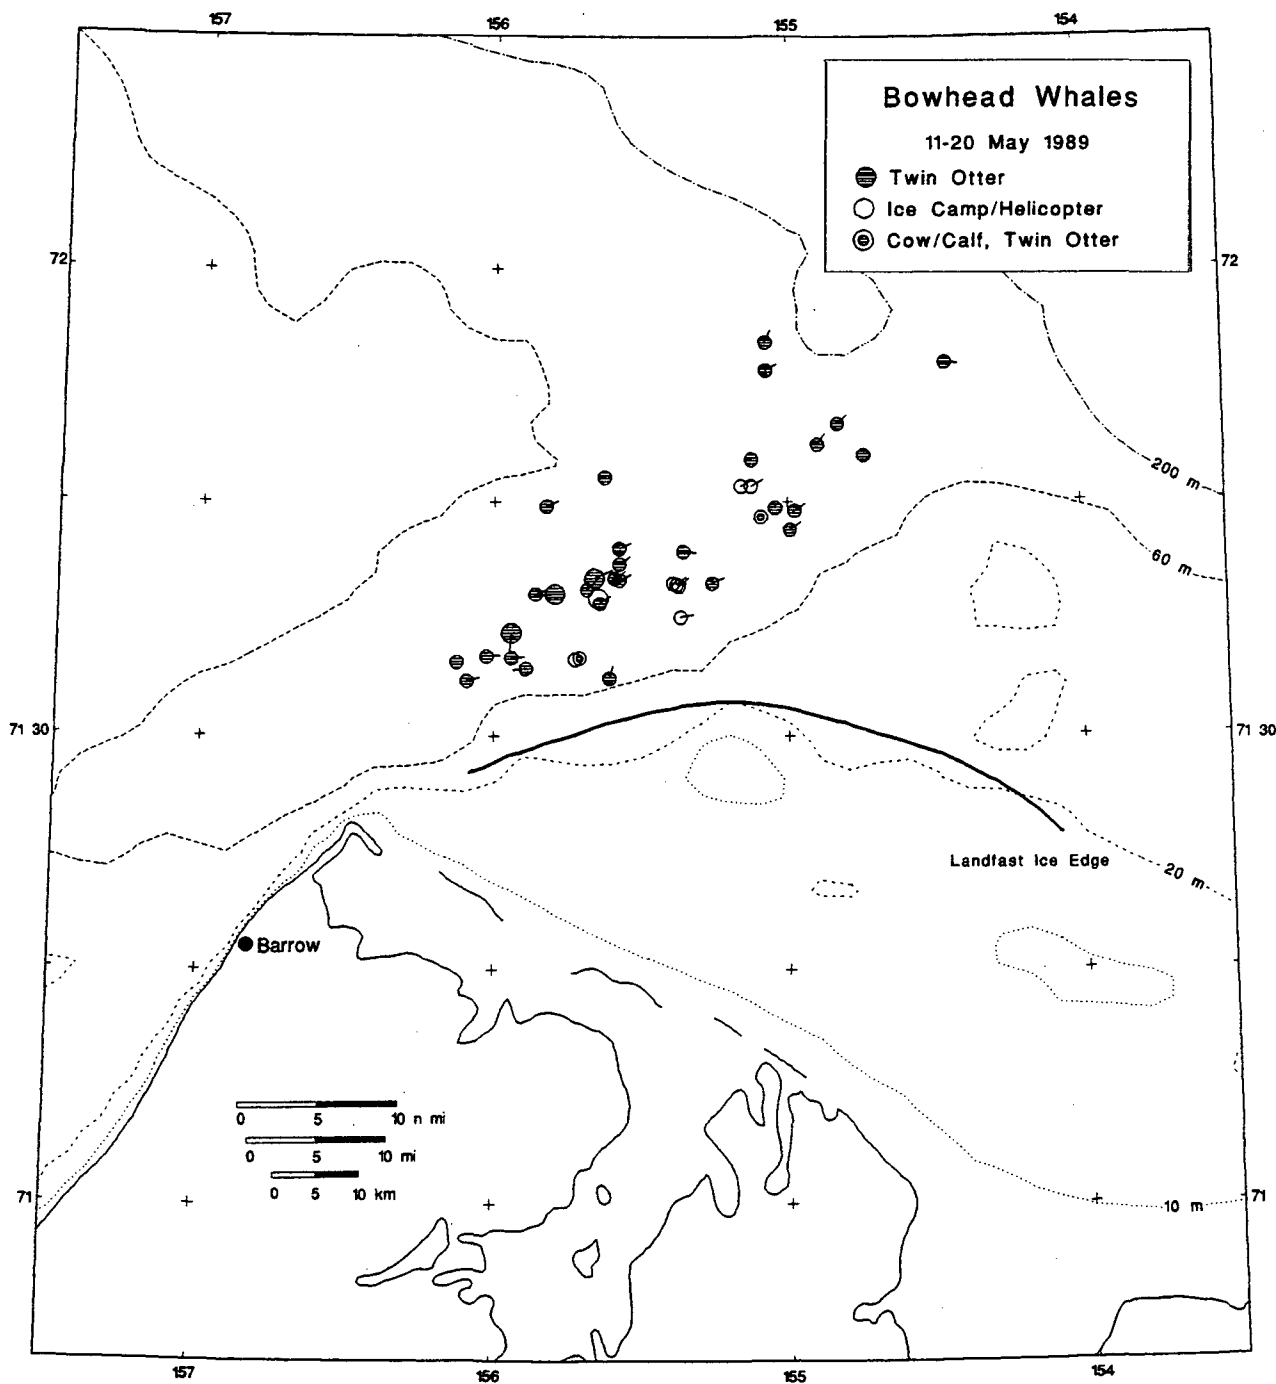 157 156 155 154
Bowhead Whales
11-20 May 1989
Twin Otter
Ice Camp/Helicopter
Cow/Calf, Twin Otter
72 72
200 m
60 m
71 30 71 30
Landfast Ice Edge
20 m
Barrow
0 5 10 n mi
0 5 10 mi
0 5 10 km
71 71
10 m
157 156 155 154